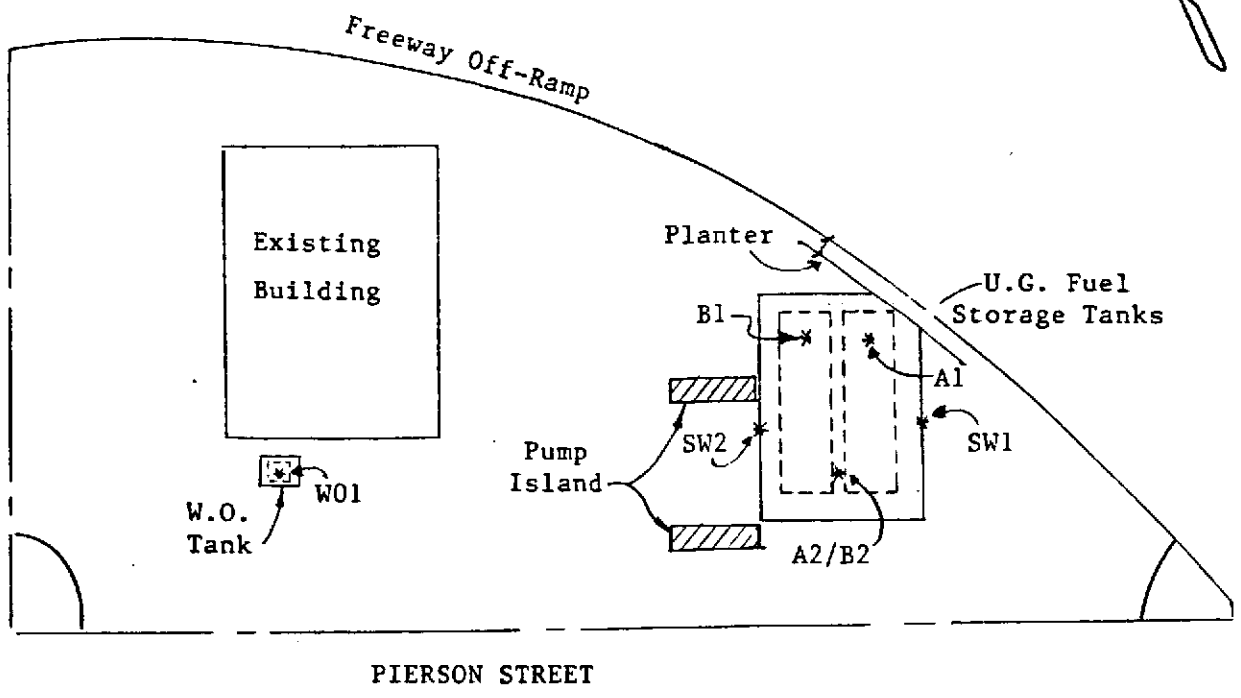 Freeway Off-Ramp
Existing
Building
Planter
U.G. Fuel
Storage Tanks
B1
A1
SW2
SW1
Pump
Island
WO1
W.O.
Tank
A2/B2
PIERSON STREET